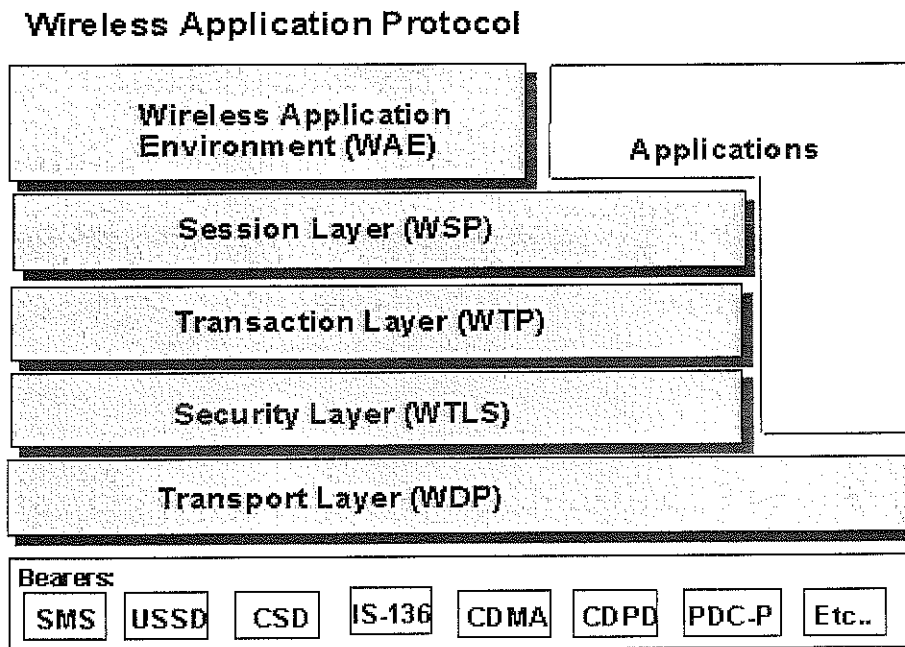 Wireless Application Protocol
Wireless Application
Environment (WAE)
Applications
Session Layer (WSP)
Transaction Layer (WTP)
Security Layer (WTLS)
Transport Layer (WDP)
Bearers:
SMS USSD CSD IS-136 CDMA CDPD PDC-P Etc..